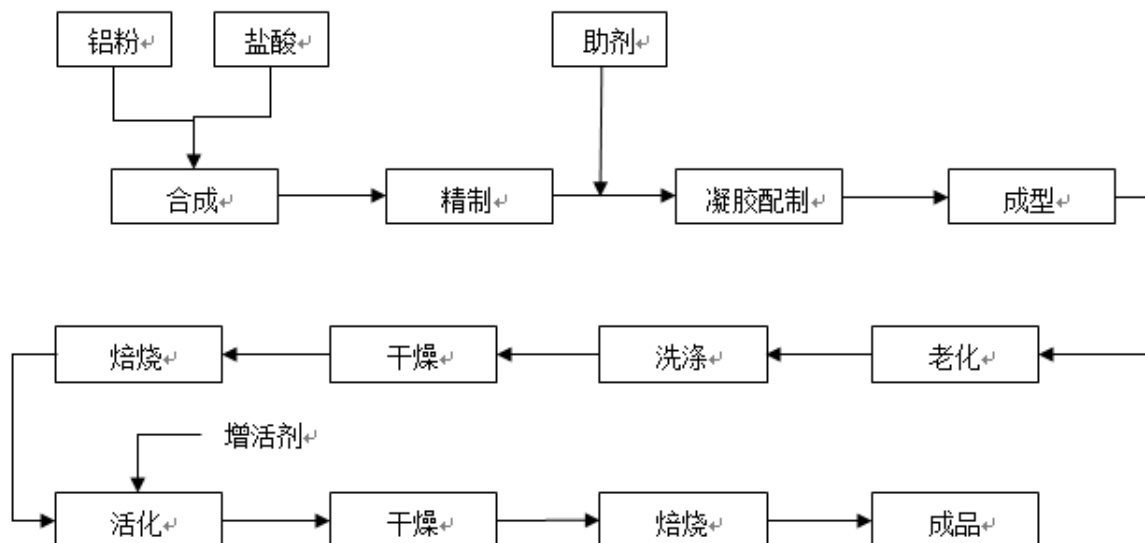 铝粉
盐酸
助剂
合成
精制
凝胶配制
成型
焙烧
干燥
洗涤
老化
增活剂
活化
干燥
焙烧
成品